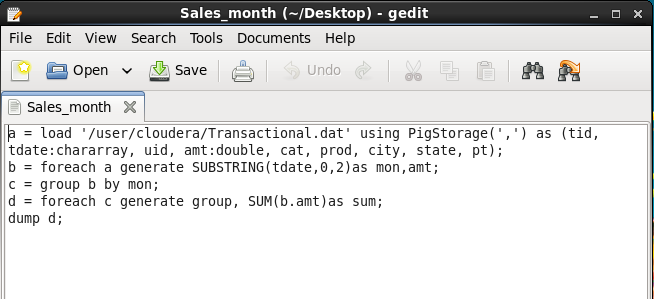 Sales_month (~/Desktop) - gedit
File Edit View Search Tools Documents Help
Open Save Undo
Sales_month
a = load '/user/cloudera/Transactional.dat' using PigStorage(',') as (tid,
tdate:chararray, uid, amt:double, cat, prod, city, state, pt);
b = foreach a generate SUBSTRING(tdate,0,2)as mon,amt;
c = group b by mon;
d = foreach c generate group, SUM(b.amt)as sum;
dump d;